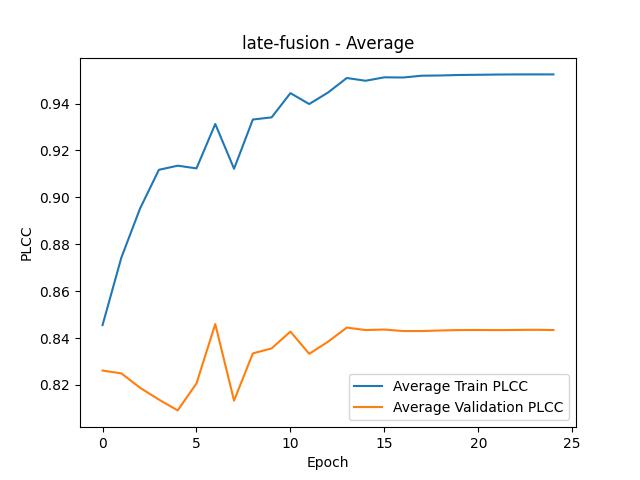 late-fusion - Average
0.94
0.92
0.90
0.88
0.86
0.84
0.82
PLCC
Average Train PLCC
Average Validation PLCC
0 5 10 15 20 25
Epoch